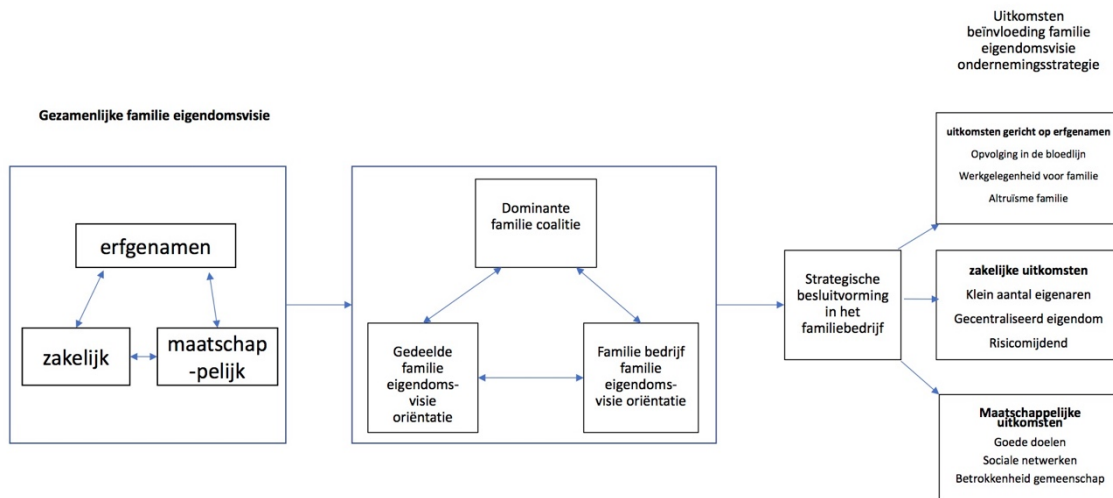 Uitkomsten
beïnvloeding familie
eigendomsvisie
ondernemingsstrategie
Gezamenlijke familie eigendomsvisie
erfgenamen
zakelijk
maatschap
-pelijk
Dominante
familie coalitie
Gedeelde
familie
eigendoms-
visie
oriëntatie
Familie bedrijf
familie
eigendoms-
visie oriëntatie
Strategische
besluitvorming
in het
familiebedrijf
uitkomsten gericht op erfgenamen
Opvolging in de bloedlijn
Werkgelegenheid voor familie
Altruïsme familie
zakelijke uitkomsten
Klein aantal eigenaren
Gecentraliseerd eigendom
Risicomijdend
Maatschappelijke
uitkomsten
Goede doelen
Sociale netwerken
Betrokkenheid gemeenschap